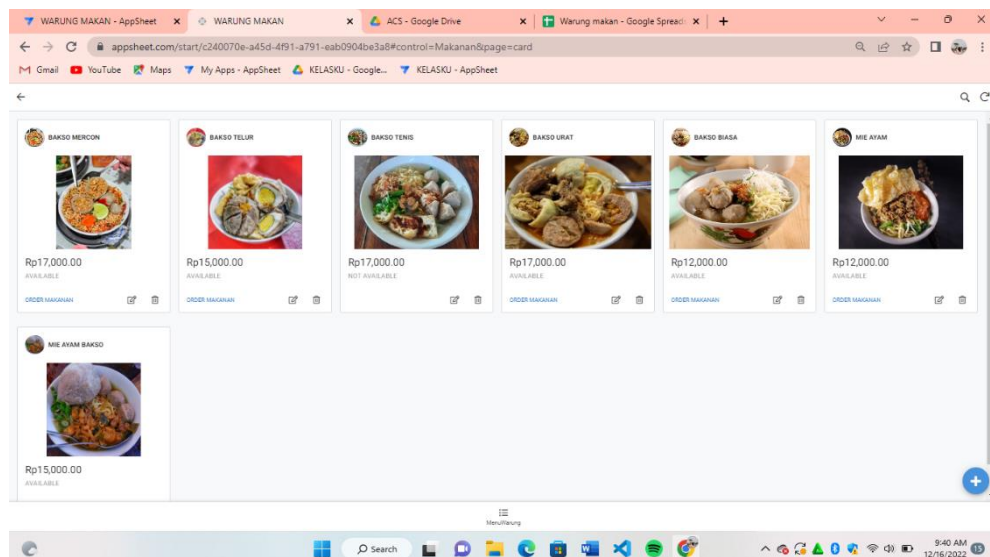 WARUNG MAKAN - AppSheet
WARUNG MAKAN
ACS - Google Drive
Warung makan - Google Spreads
appsheet.com/start/c240070e-a45d-4f91-a791-eab0904be3a8#control=Makanan&page=card
Gmail
YouTube
Maps
My Apps - AppSheet
KELASKU - Google...
KELASKU - AppSheet
BAKSO MERCON
BAKSO TELUR
BAKSO TENIS
BAKSO URAT
BAKSO BIASA
MIE AYAM
Rp17,000.00
Rp15,000.00
Rp17,000.00
Rp17,000.00
Rp12,000.00
Rp12,000.00
AVAILABLE
AVAILABLE
NOT AVAILABLE
AVAILABLE
AVAILABLE
AVAILABLE
ORDER MAKANAN
ORDER MAKANAN
ORDER MAKANAN
ORDER MAKANAN
ORDER MAKANAN
MIE AYAM BAKSO
Rp15,000.00
AVAILABLE
MenuWarung
Search
9:40 AM
12/16/2022
15